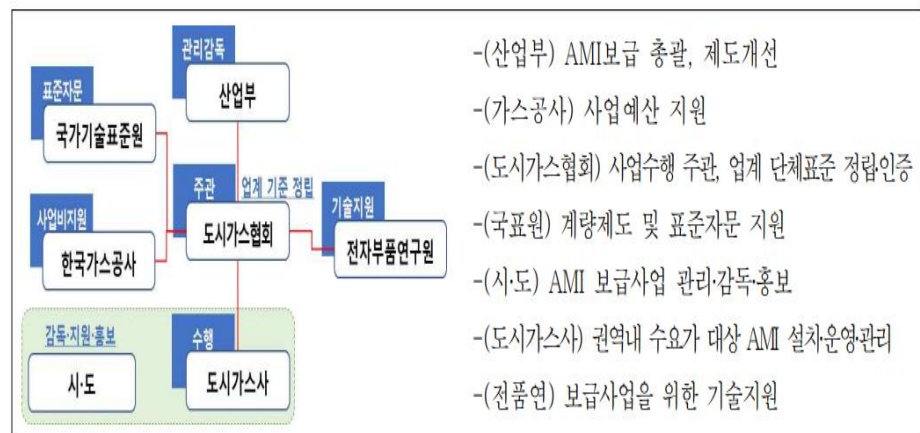 관리감독
산업부
표준자문
국가기술표준원
주관
업계 기준 정립
도시가스협회
사업비지원
한국가스공사
기술지원
전자부품연구원
감독·지원·홍보
시·도
수행
도시가스사
-(산업부) AMI보급 총괄, 제도개선
-(가스공사) 사업예산 지원
-(도시가스협회) 사업수행 주관, 업계 단체표준 정립·인증
-(국표원) 계량제도 및 표준자문 지원
-(시·도) AMI 보급사업 관리·감독·홍보
-(도시가스사) 권역내 수요가 대상 AMI 설치·운영·관리
-(전품연) 보급사업을 위한 기술지원